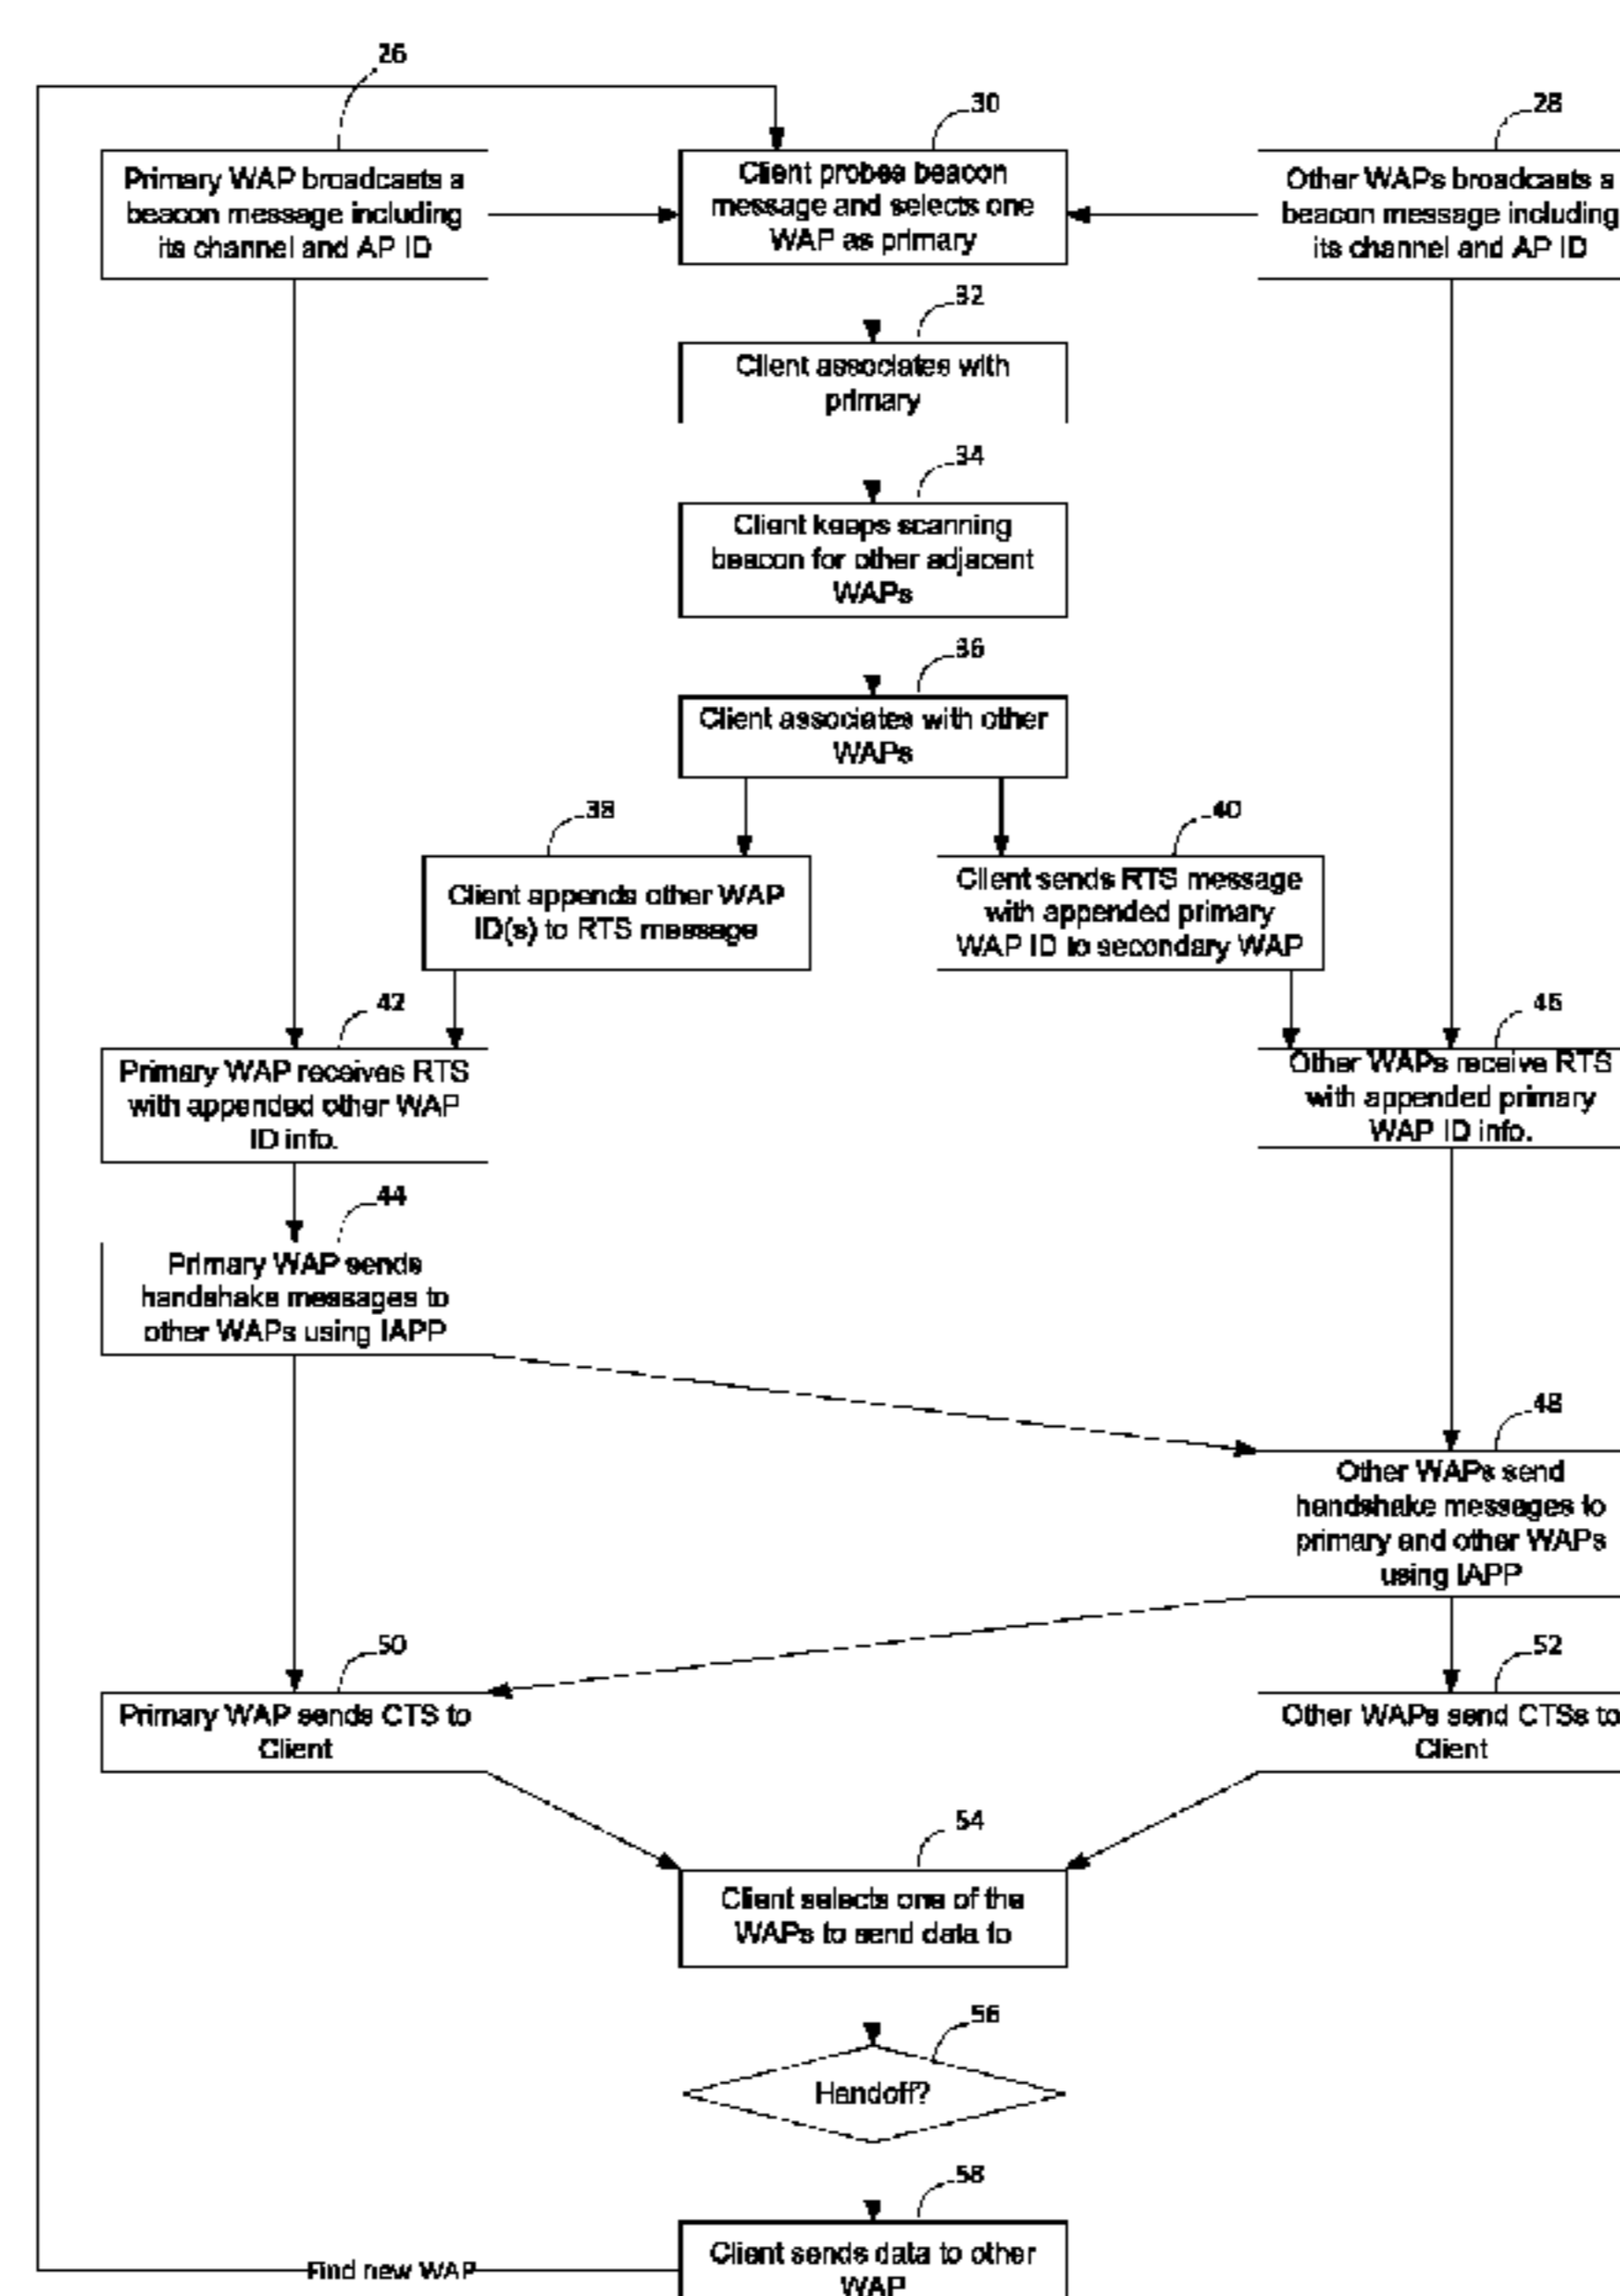 26
30
28
Primary WAP broadcasts a
beacon message including
its channel and AP ID
Client probes beacon
message and selects one
WAP as primary
Other WAPs broadcasts a
beacon message including
its channel and AP ID
32
Client associates with
primary
34
Client keeps scanning
beacon for other adjacent
WAPs
36
Client associates with other
WAPs
38
40
Client appends other WAP
ID(s) to RTS message
Client sends RTS message
with appended primary
WAP ID to secondary WAP
42
46
Primary WAP receives RTS
with appended other WAP
ID info.
Other WAPs receive RTS
with appended primary
WAP ID info.
44
Primary WAP sends
handshake messages to
other WAPs using IAPP
48
Other WAPs send
handshake messages to
primary and other WAPs
using IAPP
50
52
Primary WAP sends CTS to
Client
Other WAPs send CTSs to
Client
54
Client selects one of the
WAPs to send data to
56
Handoff?
58
Client sends data to other
WAP
Find new WAP